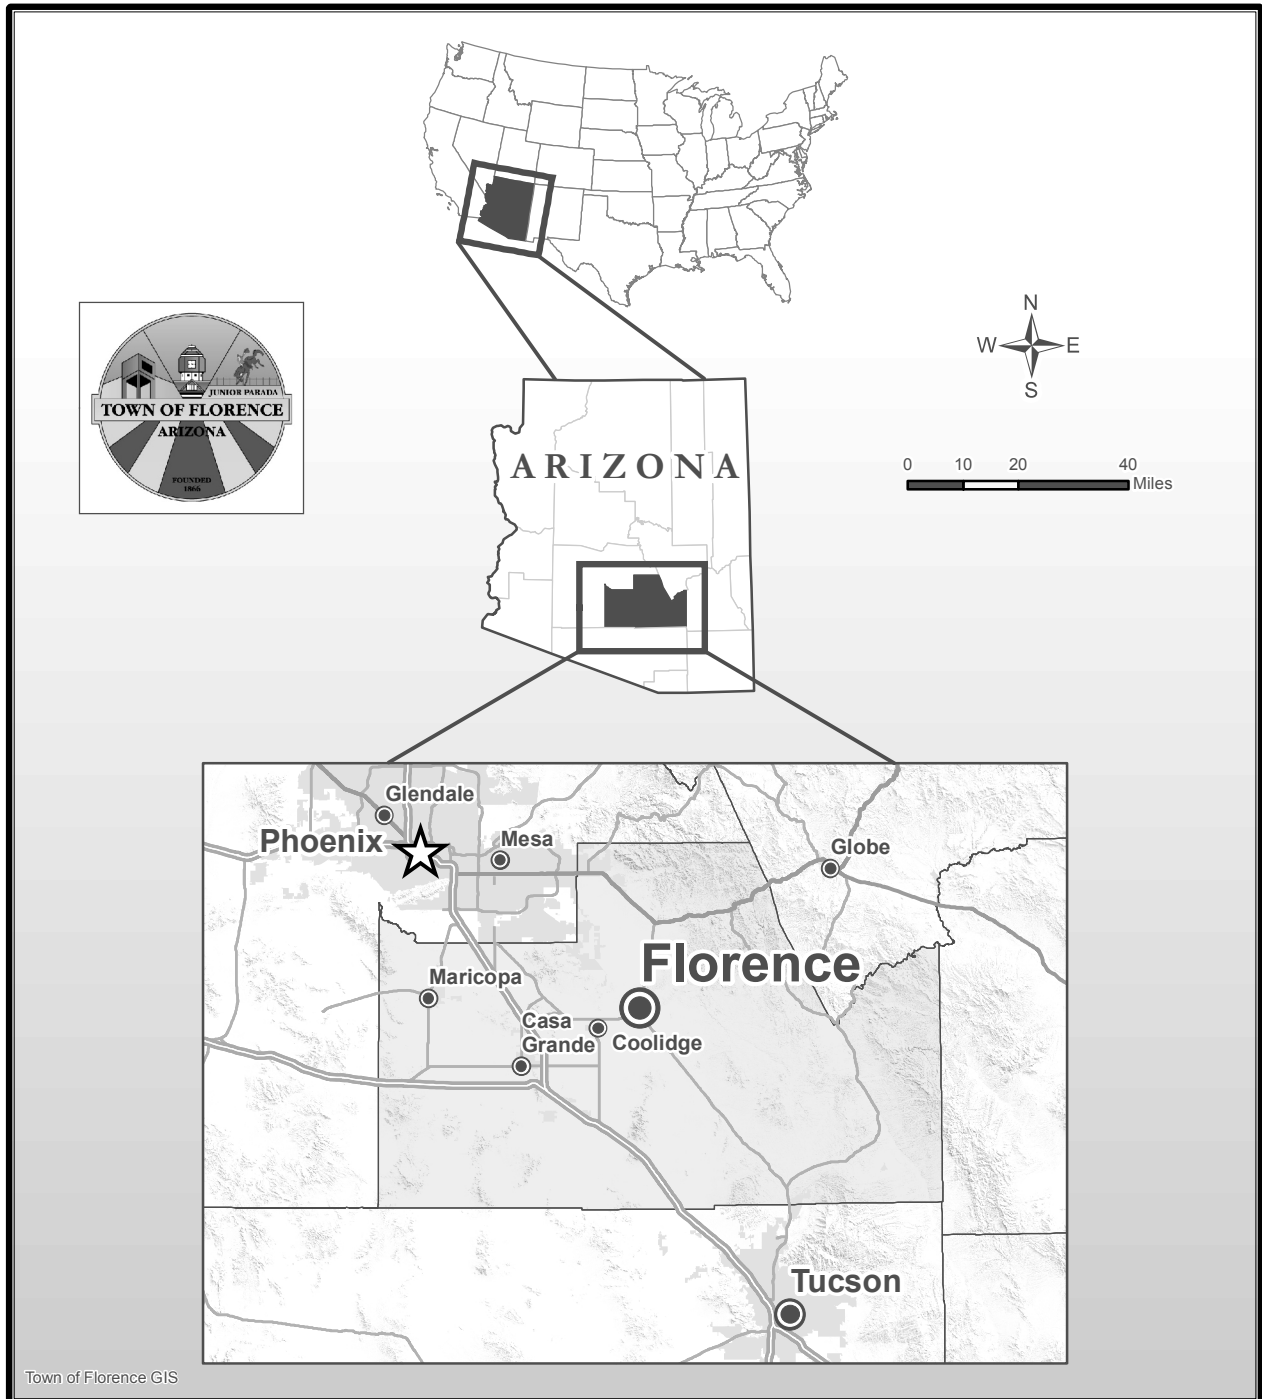 N
W E
S
JUNIOR PARADA
TOWN OF FLORENCE
ARIZONA
FOUNDED
1866
ARIZONA
0 10 20 40
Miles
Glendale
Phoenix
Mesa
Globe
Florence
Maricopa
Casa
Grande
Coolidge
Tucson
Town of Florence GIS